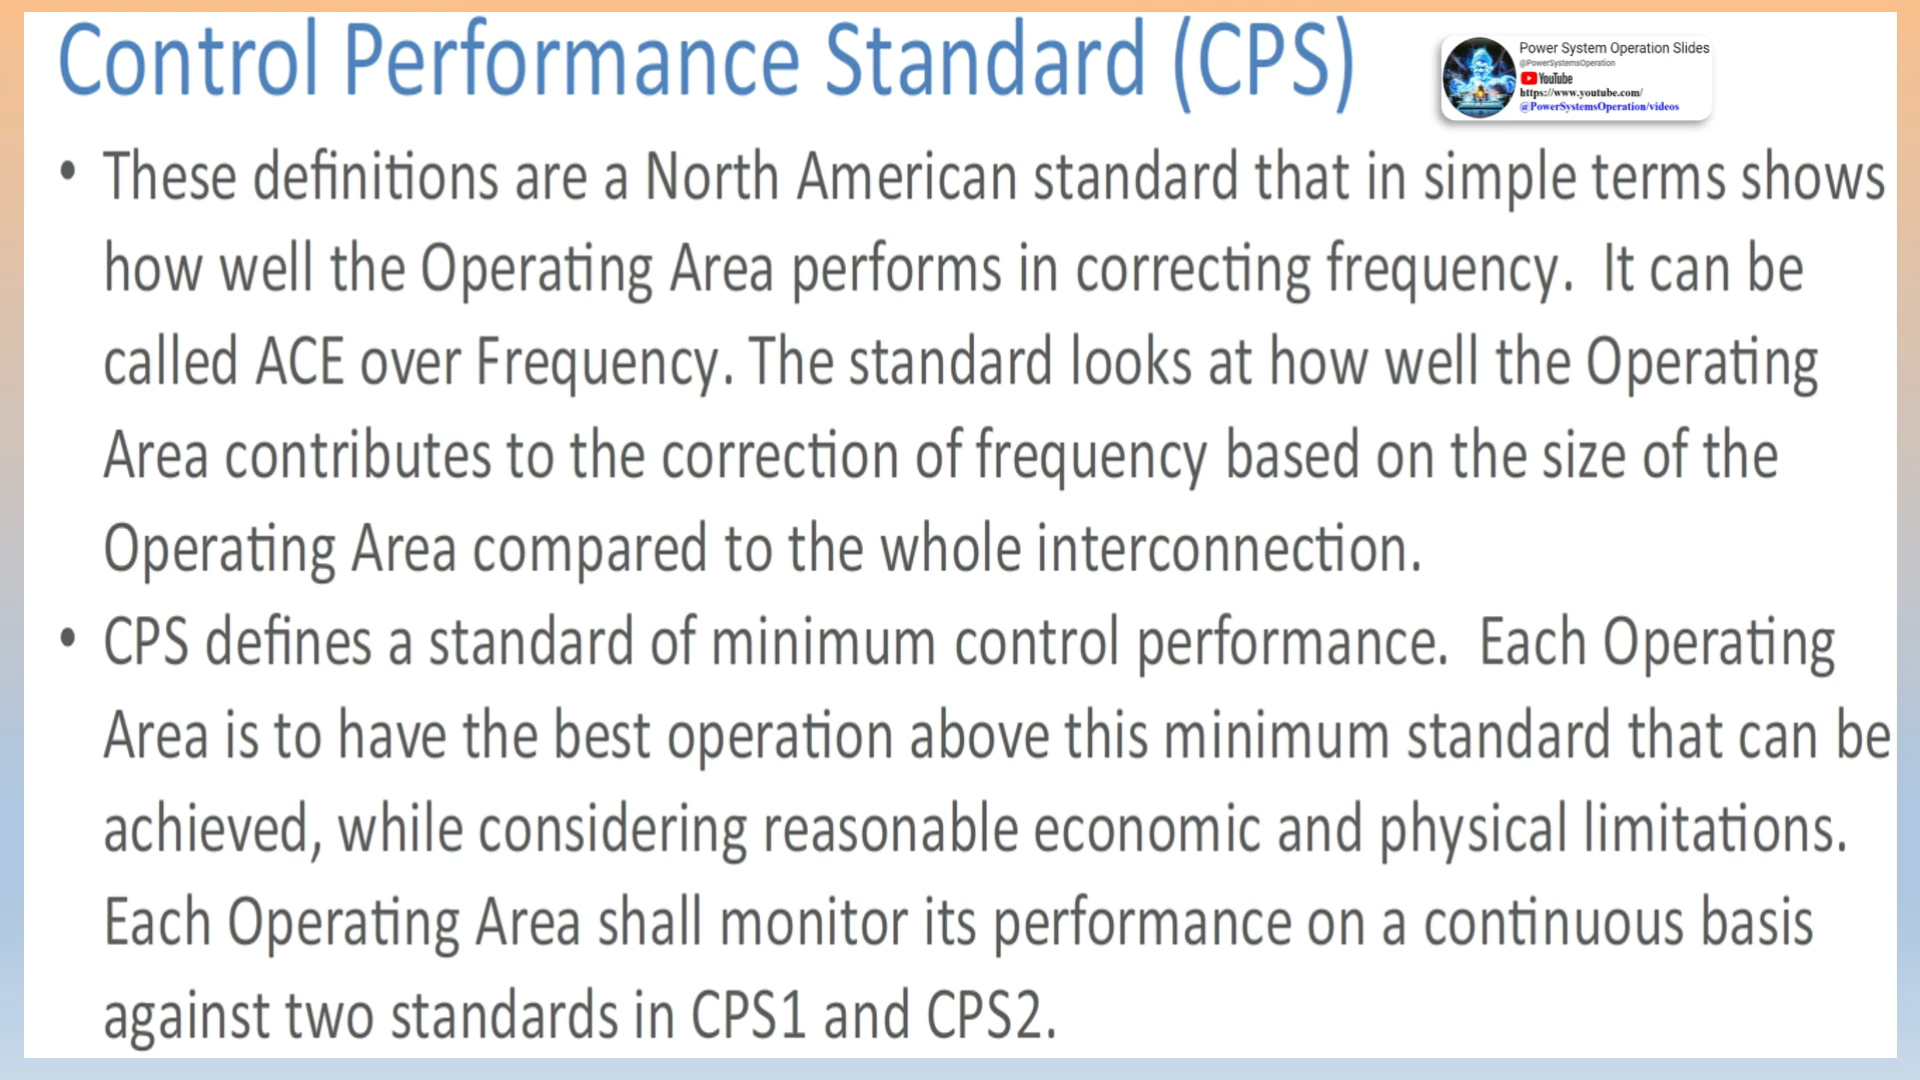 Control Performance Standard (CPS)
Power System Operation Slides
@PowerSystemsOperation
YouTube
https://www.youtube.com/
@PowerSystemsOperation/videos
• These definitions are a North American standard that in simple terms shows
how well the Operating Area performs in correcting frequency.  It can be
called ACE over Frequency. The standard looks at how well the Operating
Area contributes to the correction of frequency based on the size of the
Operating Area compared to the whole interconnection.
• CPS defines a standard of minimum control performance.  Each Operating
Area is to have the best operation above this minimum standard that can be
achieved, while considering reasonable economic and physical limitations.
Each Operating Area shall monitor its performance on a continuous basis
against two standards in CPS1 and CPS2.